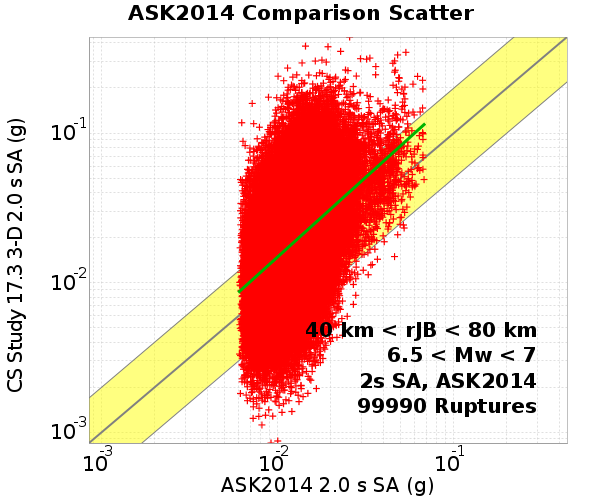 ASK2014 Comparison Scatter
CS Study 17.3 3-D 2.0 s SA (g)
10-1
10-2
10-3
40 km < rJB < 80 km
6.5 < Mw < 7
2s SA, ASK2014
99990 Ruptures
10-3 10-2 10-1
ASK2014 2.0 s SA (g)